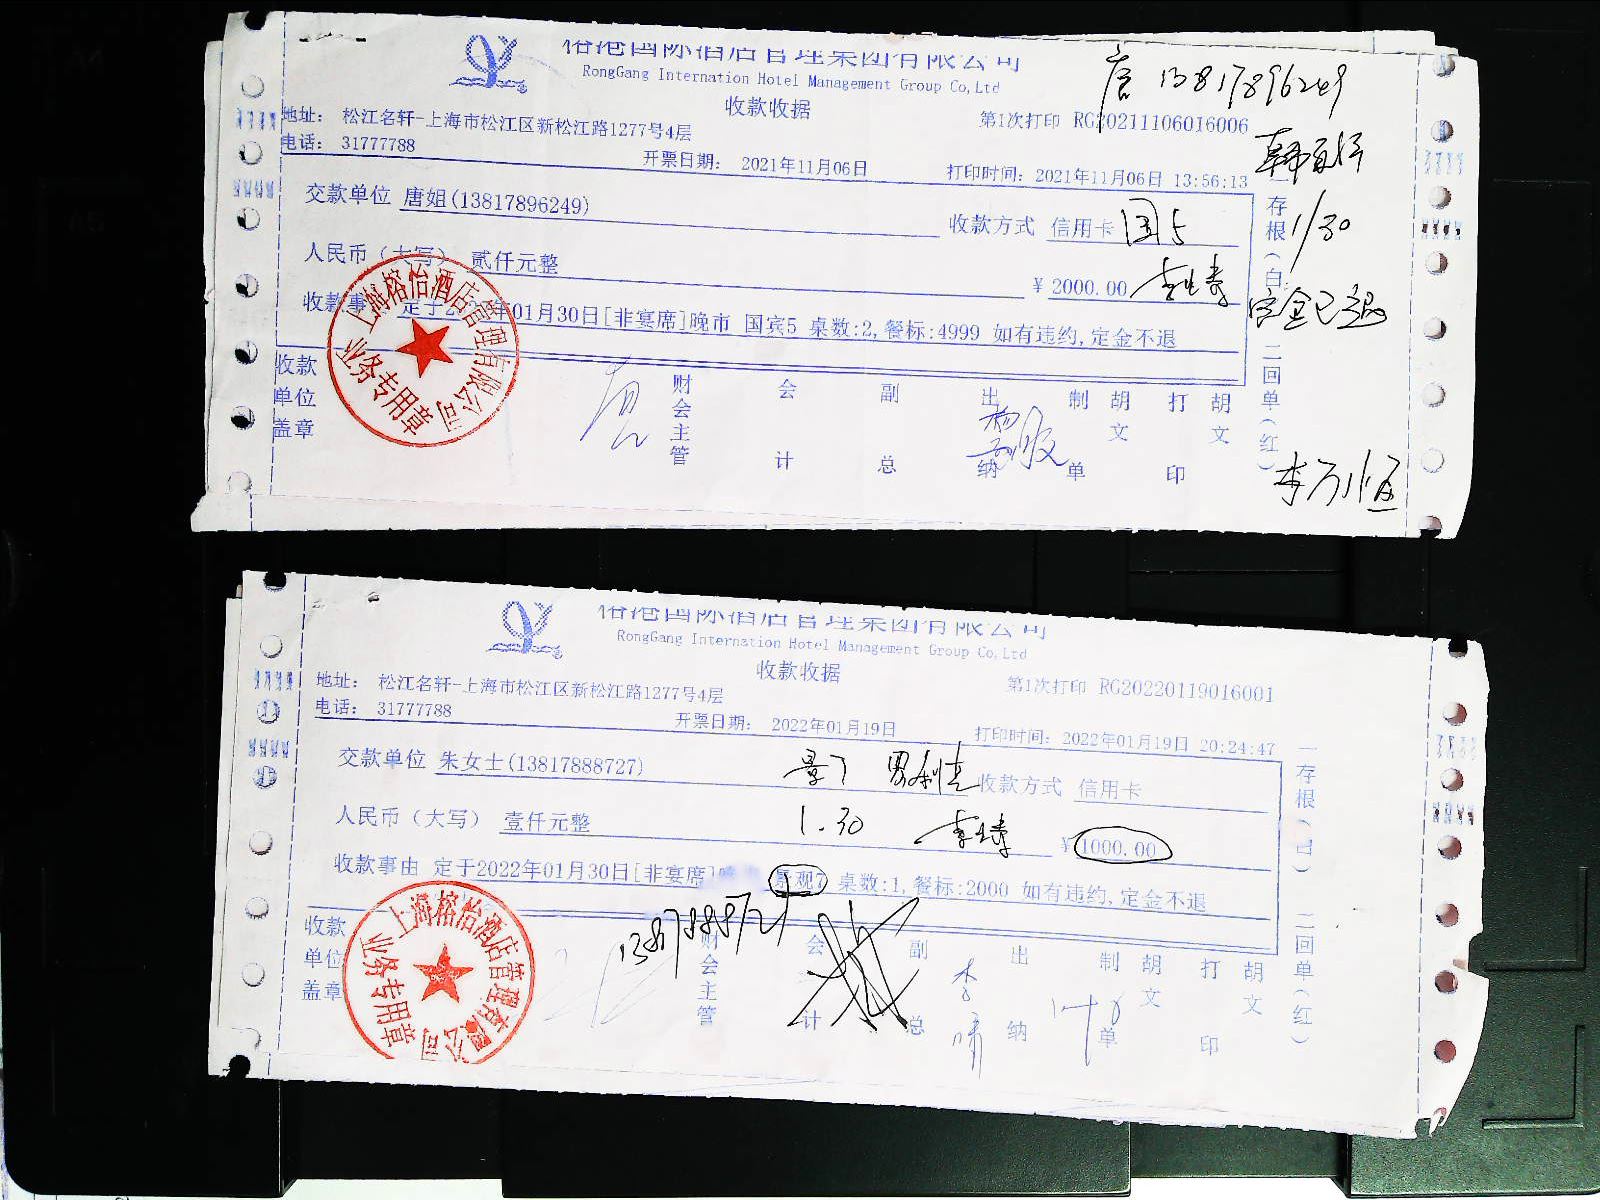 榕港国际酒店管理集团有限公司
RongGang Internation Hotel Management Group Co,Ltd
收款收据
唐 13817896249
地址： 松江名轩-上海市松江区新松江路1277号4层
第1次打印 RG20211106016006
电话： 31777788
开票日期： 2021年11月06日
打印时间：2021年11月06日 13:56:13
交款单位 唐姐(13817896249)
收款方式 信用卡 国5
1/30
人民币（大写） 贰仟元整
¥ 2000.00
定金已退
收款事 定于2 年01月30日[非宴席]晚市 国宾5 桌数:2,餐标:4999 如有违约,定金不退
上海榕怡酒店管理有限公司
业务专用章
收款单位盖章
财会主管
会计
副总
出纳
制单
胡文
打印
胡文
一存根（白）
二回单（红）
榕港国际酒店管理集团有限公司
RongGang Internation Hotel Management Group Co,Ltd
收款收据
地址： 松江名轩-上海市松江区新松江路1277号4层
第1次打印 RG20220119016001
电话： 31777788
开票日期： 2022年01月19日
打印时间：2022年01月19日 20:24:47
交款单位 朱女士(13817888727)
景7
收款方式 信用卡
人民币（大写） 壹仟元整
1.30
¥1000.00
收款事由 定于2022年01月30日[非宴席]晚 景观7 桌数:1,餐标:2000 如有违约,定金不退
13817888727
上海榕怡酒店管理有限公司
业务专用章
收款单位盖章
财会主管
会计
副总
出纳
制单
胡文
打印
胡文
一存根（白）
二回单（红）